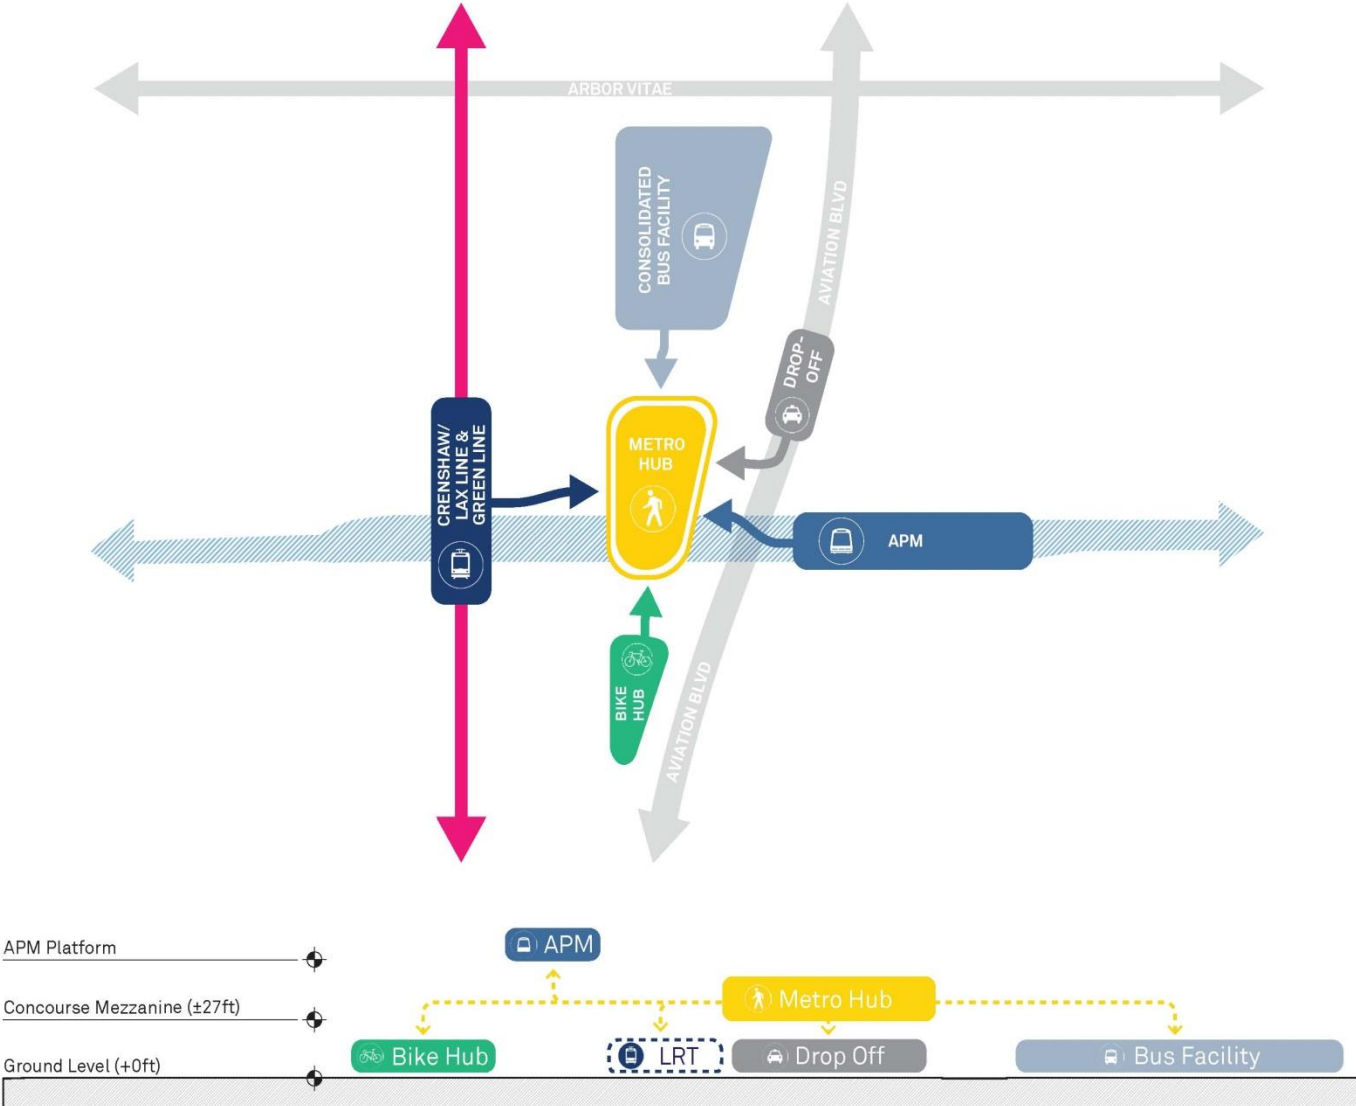 ARBOR VITAE
CONSOLIDATED
BUS FACILITY
AVIATION BLVD
DROP-
OFF
CRENSHAW/
LAX LINE &
GREEN LINE
METRO
HUB
APM
BIKE
HUB
AVIATION BLVD
APM Platform
APM
Concourse Mezzanine (±27ft)
Metro Hub
Ground Level (+0ft)
Bike Hub
LRT
Drop Off
Bus Facility